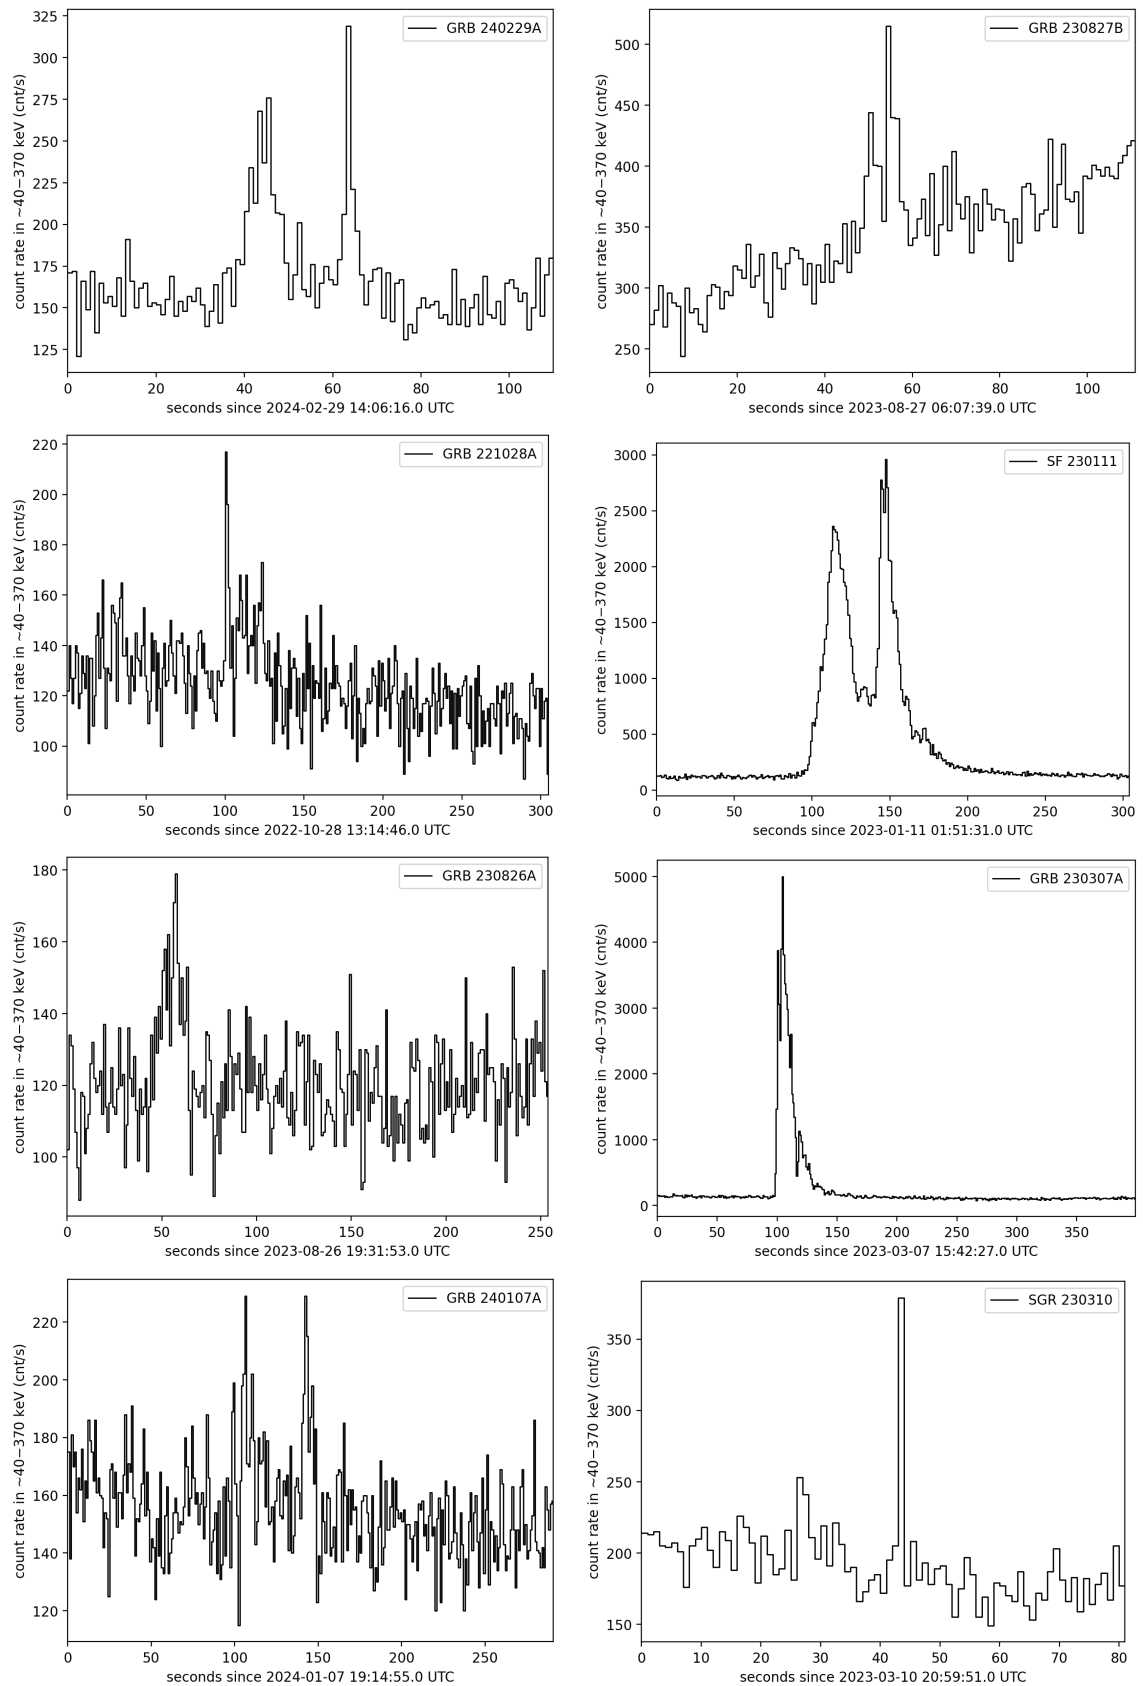 GRB 240229A
count rate in ~40−370 keV (cnt/s)
325
300
275
250
225
200
175
150
125
0 20 40 60 80 100
seconds since 2024-02-29 14:06:16.0 UTC
GRB 230827B
count rate in ~40−370 keV (cnt/s)
500
450
400
350
300
250
0 20 40 60 80 100
seconds since 2023-08-27 06:07:39.0 UTC
GRB 221028A
count rate in ~40−370 keV (cnt/s)
220
200
180
160
140
120
100
0 50 100 150 200 250 300
seconds since 2022-10-28 13:14:46.0 UTC
SF 230111
count rate in ~40−370 keV (cnt/s)
3000
2500
2000
1500
1000
500
0
0 50 100 150 200 250 300
seconds since 2023-01-11 01:51:31.0 UTC
GRB 230826A
count rate in ~40−370 keV (cnt/s)
180
160
140
120
100
0 50 100 150 200 250
seconds since 2023-08-26 19:31:53.0 UTC
GRB 230307A
count rate in ~40−370 keV (cnt/s)
5000
4000
3000
2000
1000
0
0 50 100 150 200 250 300 350
seconds since 2023-03-07 15:42:27.0 UTC
GRB 240107A
count rate in ~40−370 keV (cnt/s)
220
200
180
160
140
120
0 50 100 150 200 250
seconds since 2024-01-07 19:14:55.0 UTC
SGR 230310
count rate in ~40−370 keV (cnt/s)
350
300
250
200
150
0 10 20 30 40 50 60 70 80
seconds since 2023-03-10 20:59:51.0 UTC